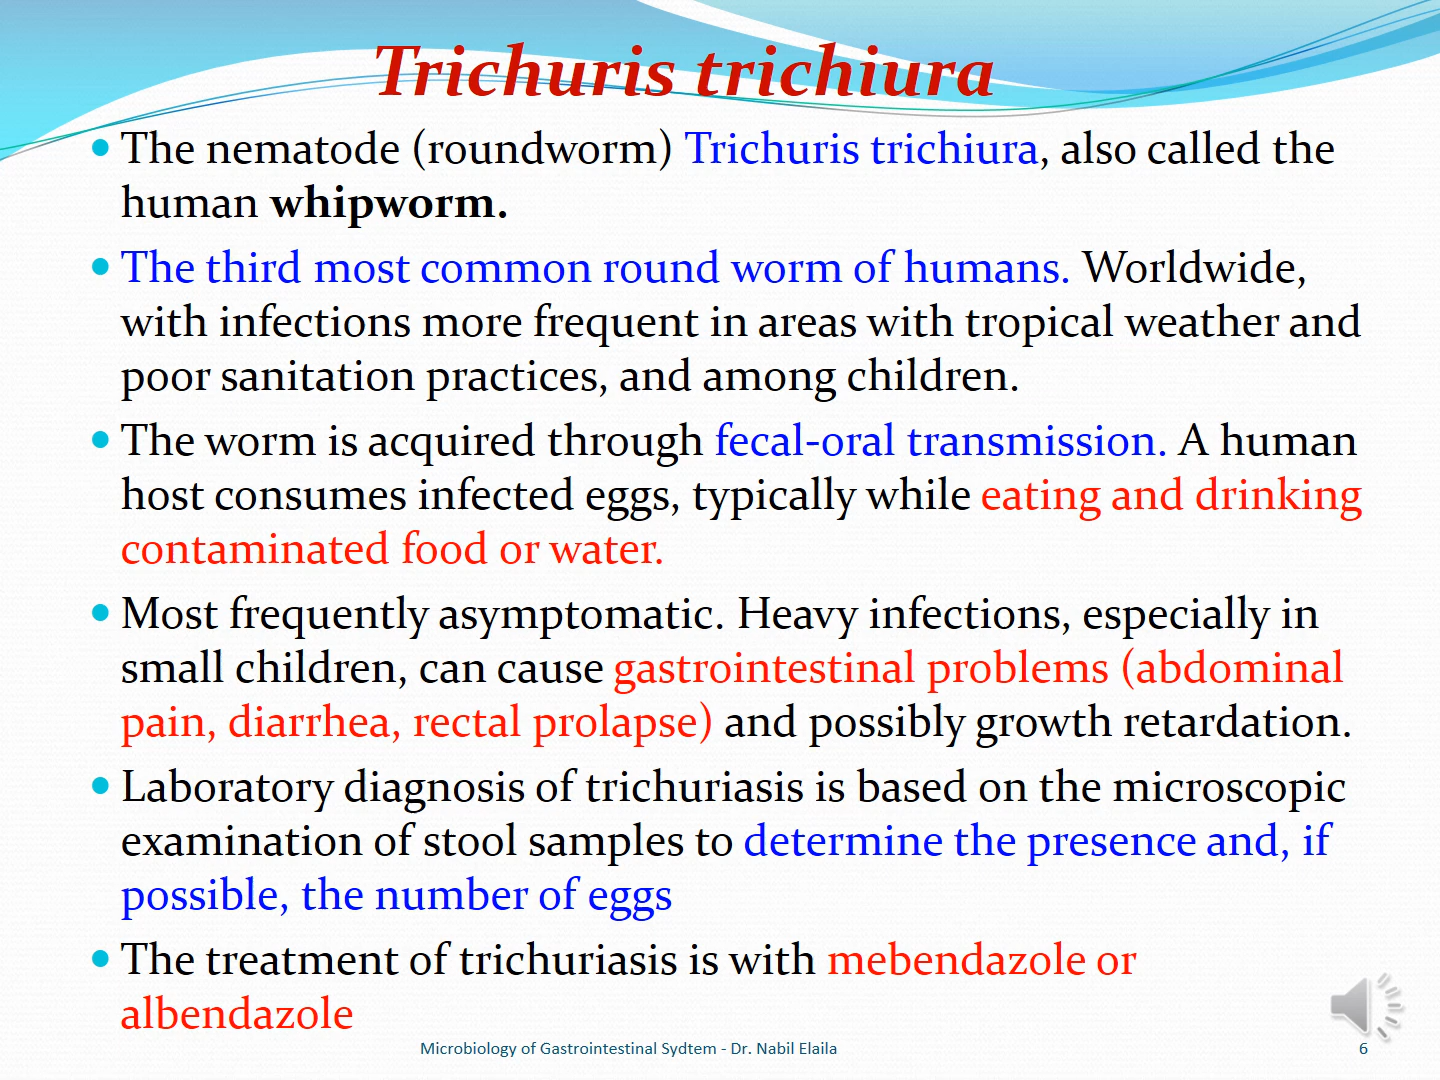 Trichuris trichiura
• The nematode (roundworm) Trichuris trichiura, also called the
human whipworm.
• The third most common round worm of humans. Worldwide,
with infections more frequent in areas with tropical weather and
poor sanitation practices, and among children.
• The worm is acquired through fecal-oral transmission. A human
host consumes infected eggs, typically while eating and drinking
contaminated food or water.
• Most frequently asymptomatic. Heavy infections, especially in
small children, can cause gastrointestinal problems (abdominal
pain, diarrhea, rectal prolapse) and possibly growth retardation.
• Laboratory diagnosis of trichuriasis is based on the microscopic
examination of stool samples to determine the presence and, if
possible, the number of eggs
• The treatment of trichuriasis is with mebendazole or
albendazole
Microbiology of Gastrointestinal Sydtem - Dr. Nabil Elaila
6